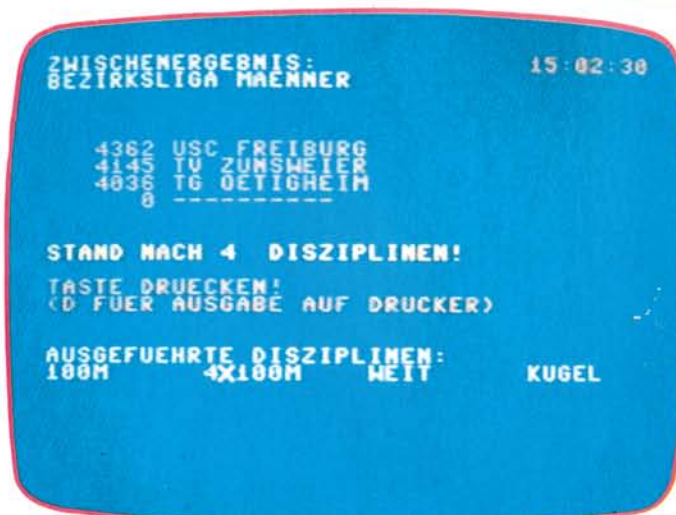 ZWISCHENERGEBNIS: 15:02:30
BEZIRKSLIGA MAENNER
4362 USC FREIBURG
4145 TV ZUNSWEIER
4036 TG OETIGHEIM
0 ----------
STAND NACH 4 DISZIPLINEN!
TASTE DRUECKEN!
(D FUER AUSGABE AUF DRUCKER)
AUSGEFUEHRTE DISZIPLINEN:
100M 4X100M WEIT KUGEL